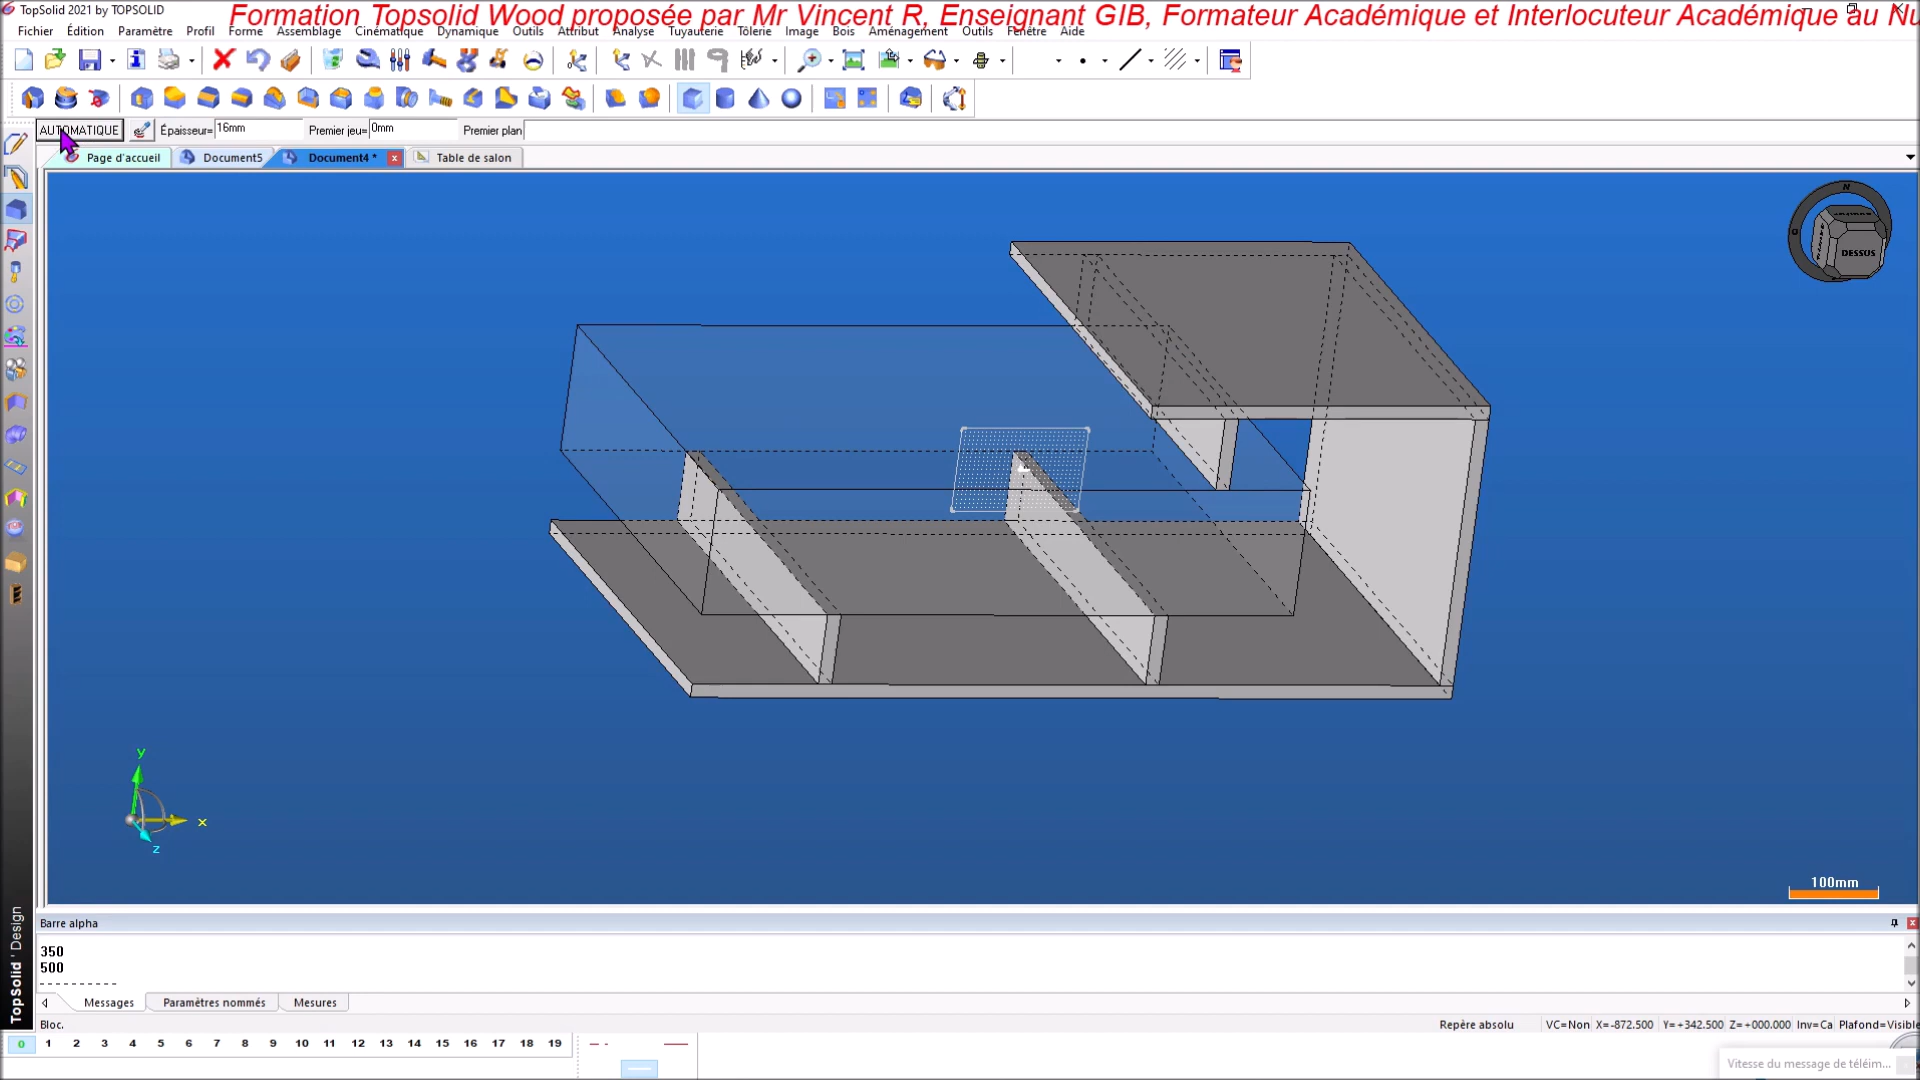 TopSolid 2021 by TOPSOLID
Formation Topsolid Wood proposée par Mr Vincent R, Enseignant GIB, Formateur Académique et Interlocuteur Académique au Nu
Fichier Édition Paramètre Profil Forme Assemblage Cinématique Dynamique Outils Attribut Analyse Tuyauterie Tôlerie Image Bois Aménagement Outils Fenêtre Aide
AUTOMATIQUE Épaisseur= 16mm Premier jeu= 0mm Premier plan
Page d'accueil Document5 Document4 * Table de salon
N
DESSUS
y
x
z
100mm
Barre alpha
350
500
Messages Paramètres nommés Mesures
Bloc. Repère absolu VC=Non X=-872.500 Y=+342.500 Z=+000.000 Inv=Ca Plafond=Visible
0 1 2 3 4 5 6 7 8 9 10 11 12 13 14 15 16 17 18 19
Vitesse du message de téléim...
TopSolid ' Design